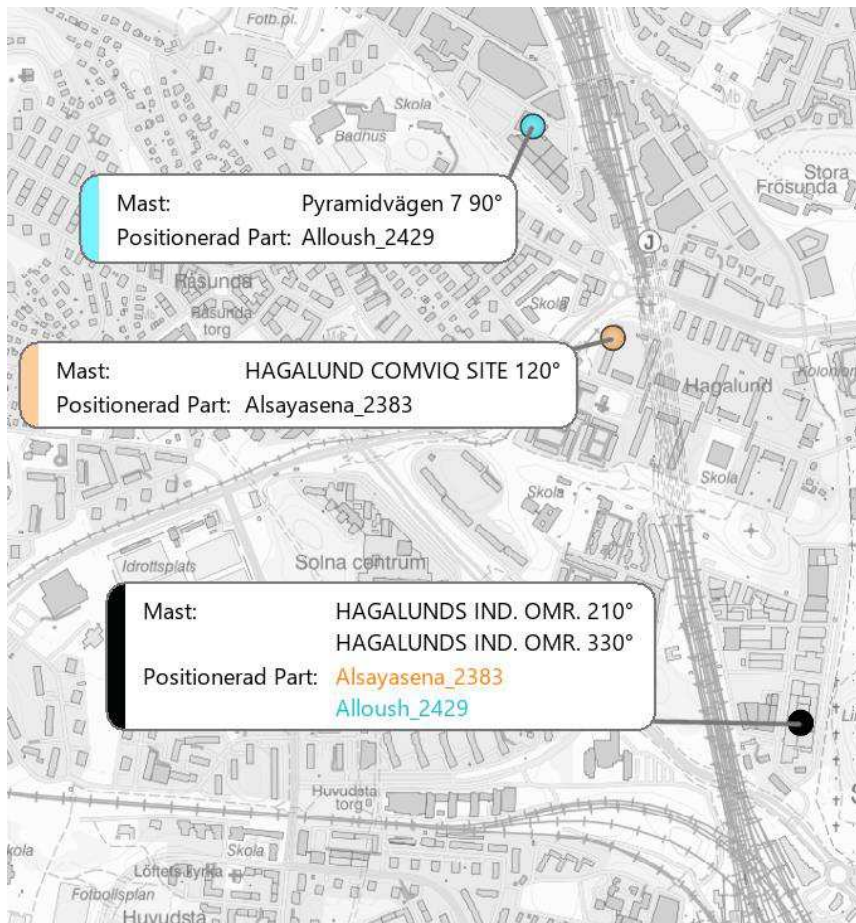 Fotb.pl.
Skola
Badhus
Stora
Frösunda
Mast: Pyramidvägen 7 90°
Positionerad Part: Alloush_2429
J
Råsunda
Skola
Råsunda
torg
Mast: HAGALUND COMVIQ SITE 120°
Positionerad Part: Alsayasena_2383
Hagalund
Skola
Skola
Idrottsplats
Solna centrum
Mast: HAGALUNDS IND. OMR. 210°
HAGALUNDS IND. OMR. 330°
Positionerad Part: Alsayasena_2383
Alloush_2429
Huvudsta
torg
Skola
Fotbollsplan
Huvudsta